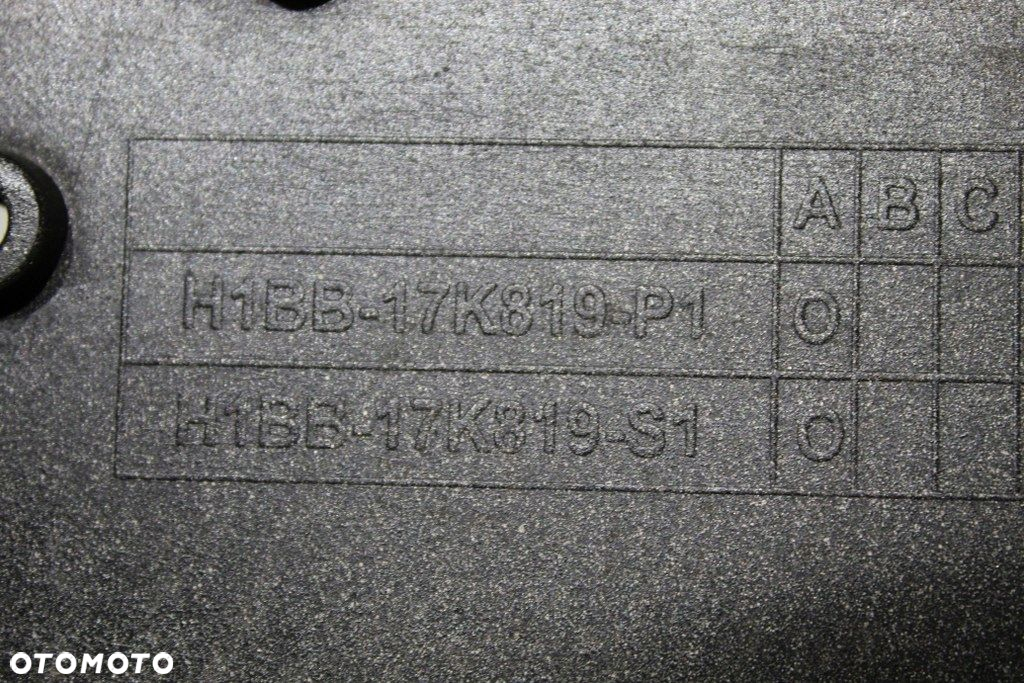 A B C
H1BB-17K819-P1 O
H1BB-17K819-S1 O
OTOMOTO